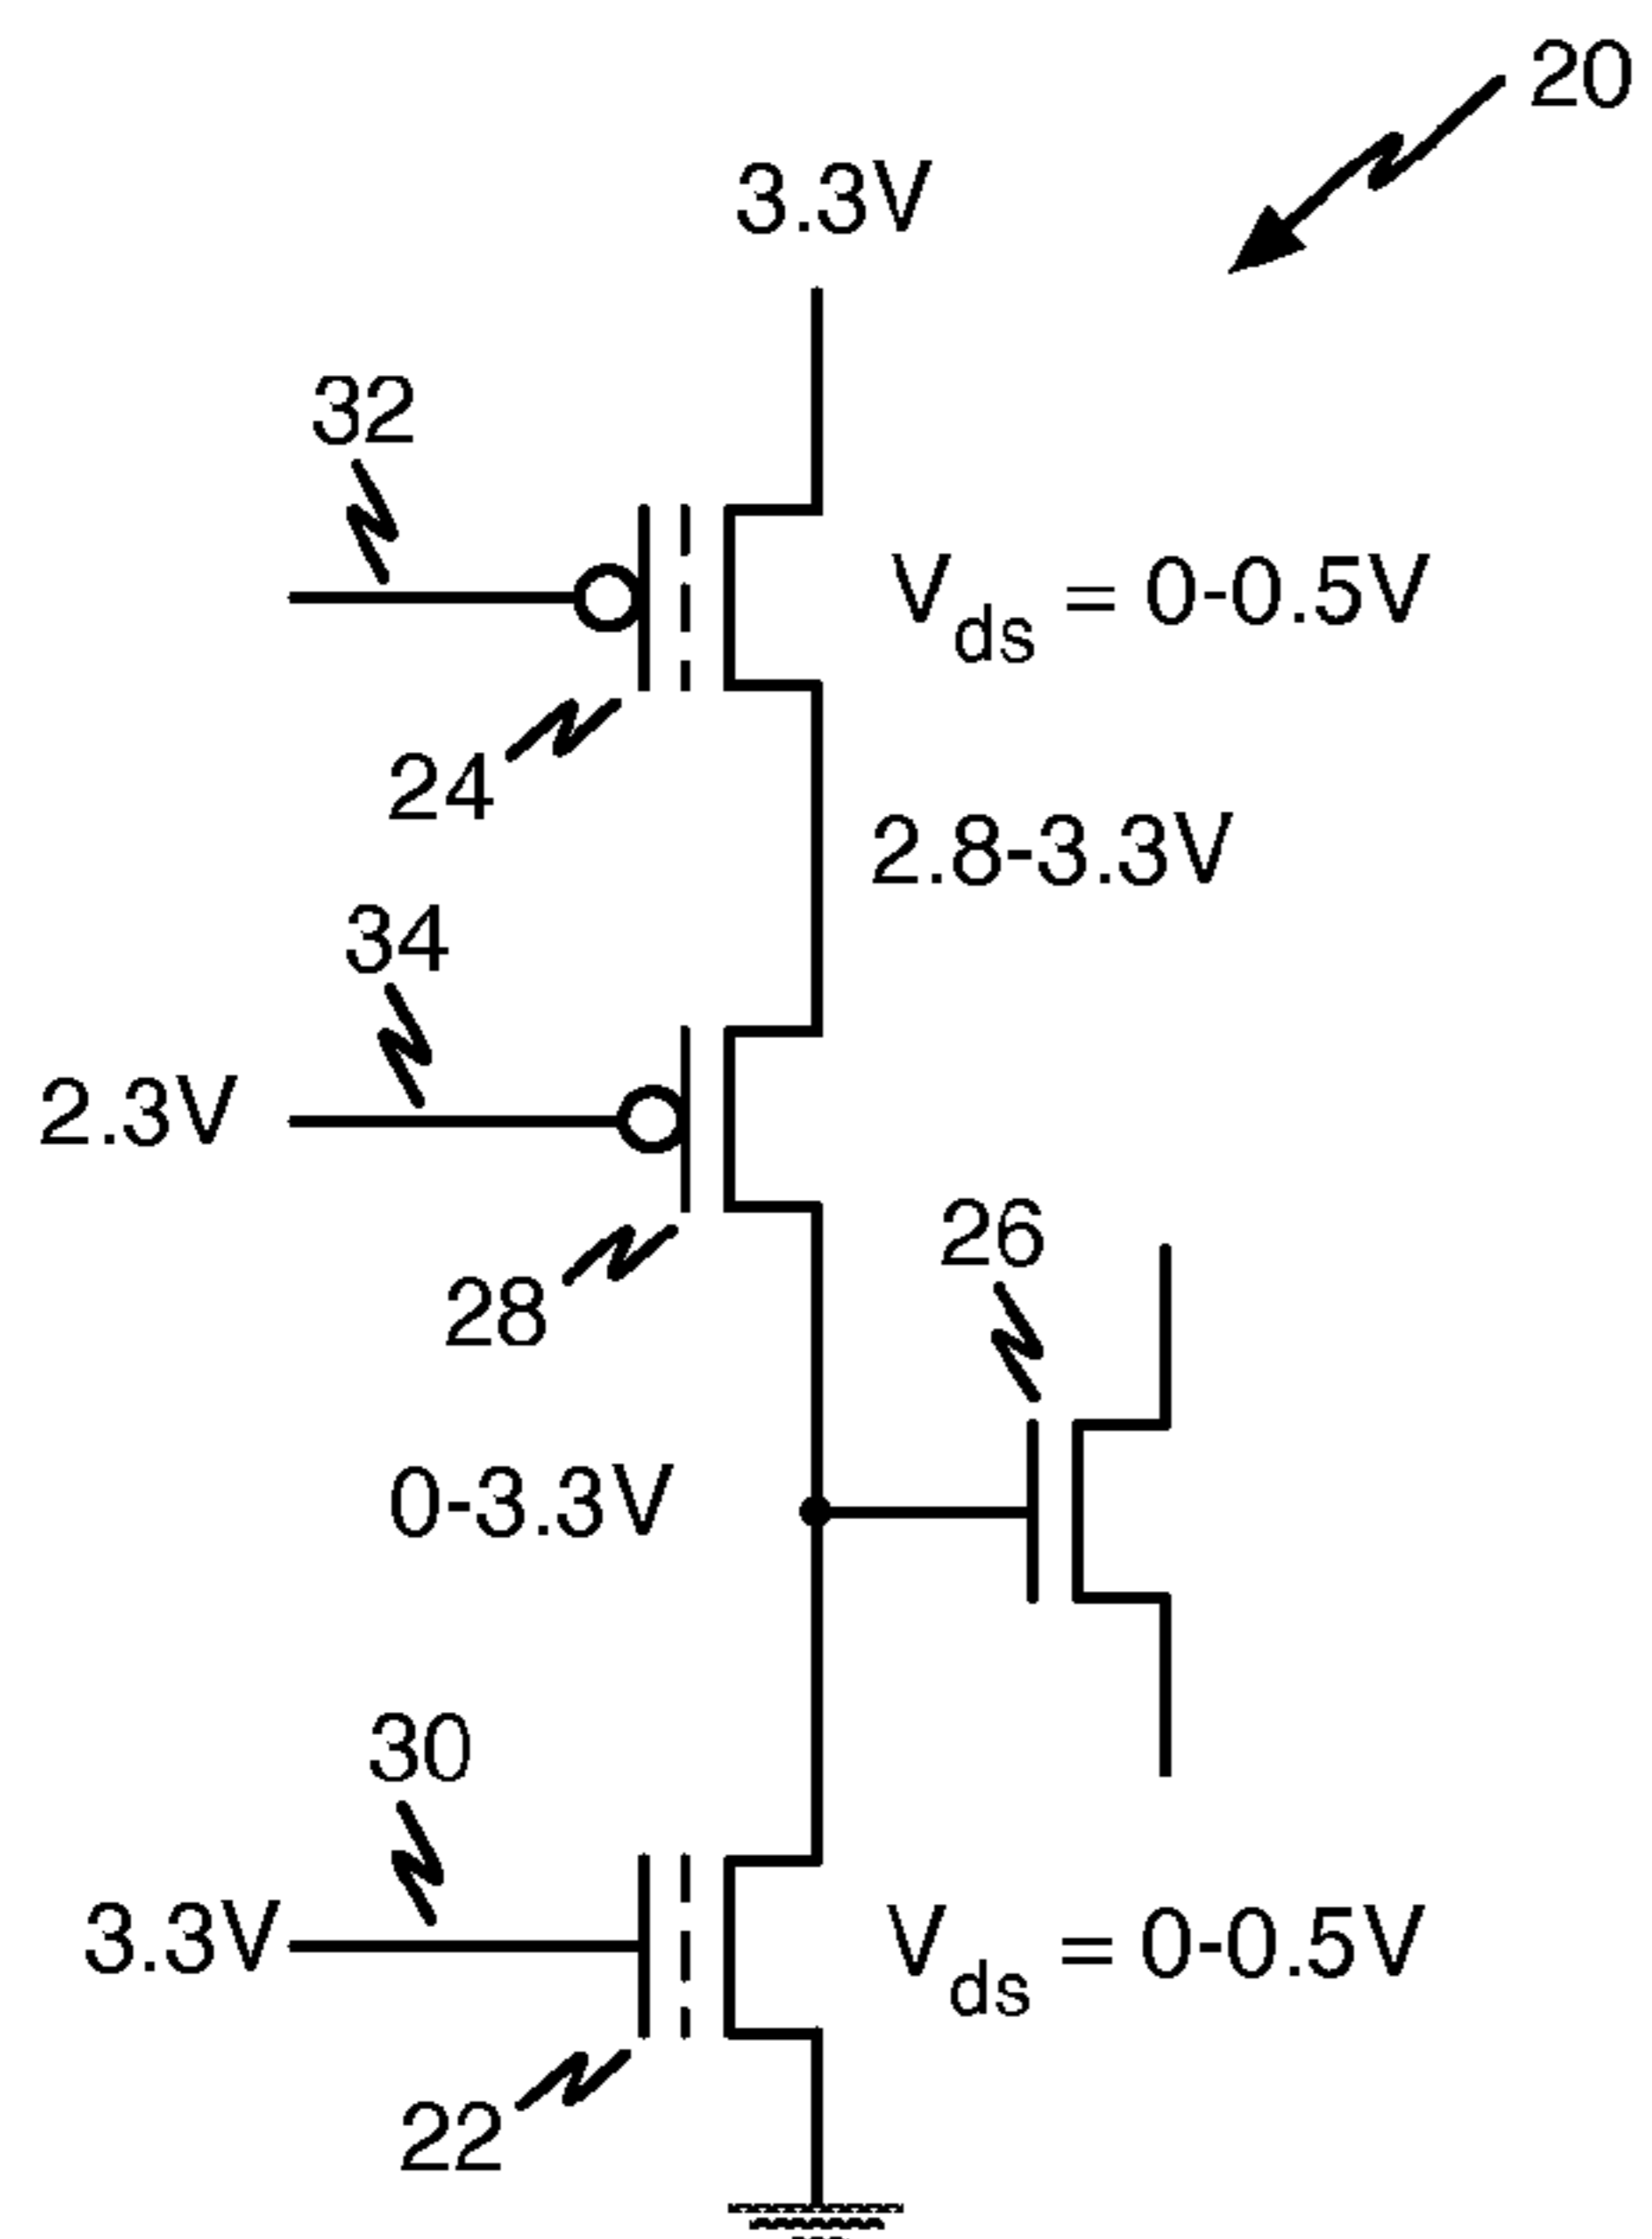 20
3.3V
32
Vds = 0-0.5V
24
2.8-3.3V
34
2.3V
26
28
0-3.3V
30
3.3V
Vds = 0-0.5V
22